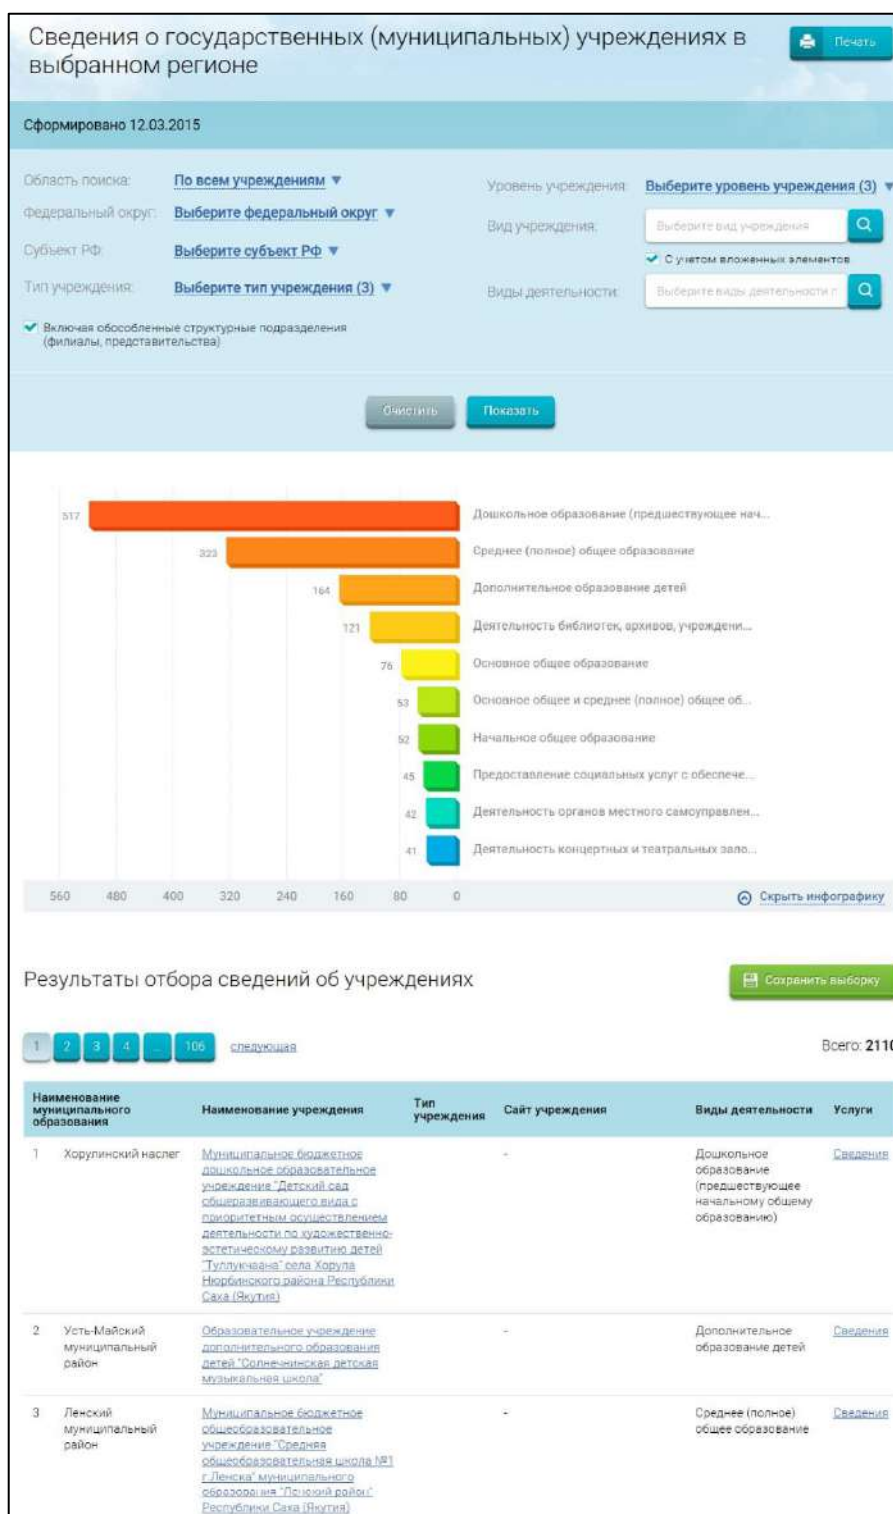 Сведения о государственных (муниципальных) учреждениях в
выбранном регионе
Печать
Сформировано 12.03.2015
Область поиска: По всем учреждениям
Федеральный округ: Выберите федеральный округ
Субъект РФ: Выберите субъект РФ
Тип учреждения: Выберите тип учреждения (3)
Включая обособленные структурные подразделения
(филиалы, представительства)
Уровень учреждения: Выберите уровень учреждения (3)
Вид учреждения: Выберите вид учреждения
С учетом вложенных элементов
Виды деятельности: Выберите виды деятельности п
Очистить
Показать
517 Дошкольное образование (предшествующее нач...
323 Среднее (полное) общее образование
164 Дополнительное образование детей
121 Деятельность библиотек, архивов, учреждени...
76 Основное общее образование
53 Основное общее и среднее (полное) общее об...
52 Начальное общее образование
45 Предоставление социальных услуг с обеспече...
42 Деятельность органов местного самоуправлен...
41 Деятельность концертных и театральных зало...
560 480 400 320 240 160 80 0
Скрыть инфографику
Результаты отбора сведений об учреждениях
Сохранить выборку
1 2 3 4 ... 106 следующая
Всего: 2110
Наименование
муниципального
образования
Наименование учреждения
Тип
учреждения
Сайт учреждения
Виды деятельности
Услуги
1 Хорулинский наслег
Муниципальное бюджетное
дошкольное образовательное
учреждение "Детский сад
общеразвивающего вида с
приоритетным осуществлением
деятельности по художественно-
эстетическому развитию детей
"Туллукчаана" села Хорула
Нюрбинского района Республики
Саха (Якутия)
-
Дошкольное
образование
(предшествующее
начальному общему
образованию)
Сведения
2 Усть-Майский
муниципальный
район
Образовательное учреждение
дополнительного образования
детей "Солнечнинская детская
музыкальная школа"
-
Дополнительное
образование детей
Сведения
3 Ленский
муниципальный
район
Муниципальное бюджетное
общеобразовательное
учреждение "Средняя
общеобразовательная школа №1
г.Ленска" муниципального
образования "Ленский район"
Республики Саха (Якутия)
-
Среднее (полное)
общее образование
Сведения